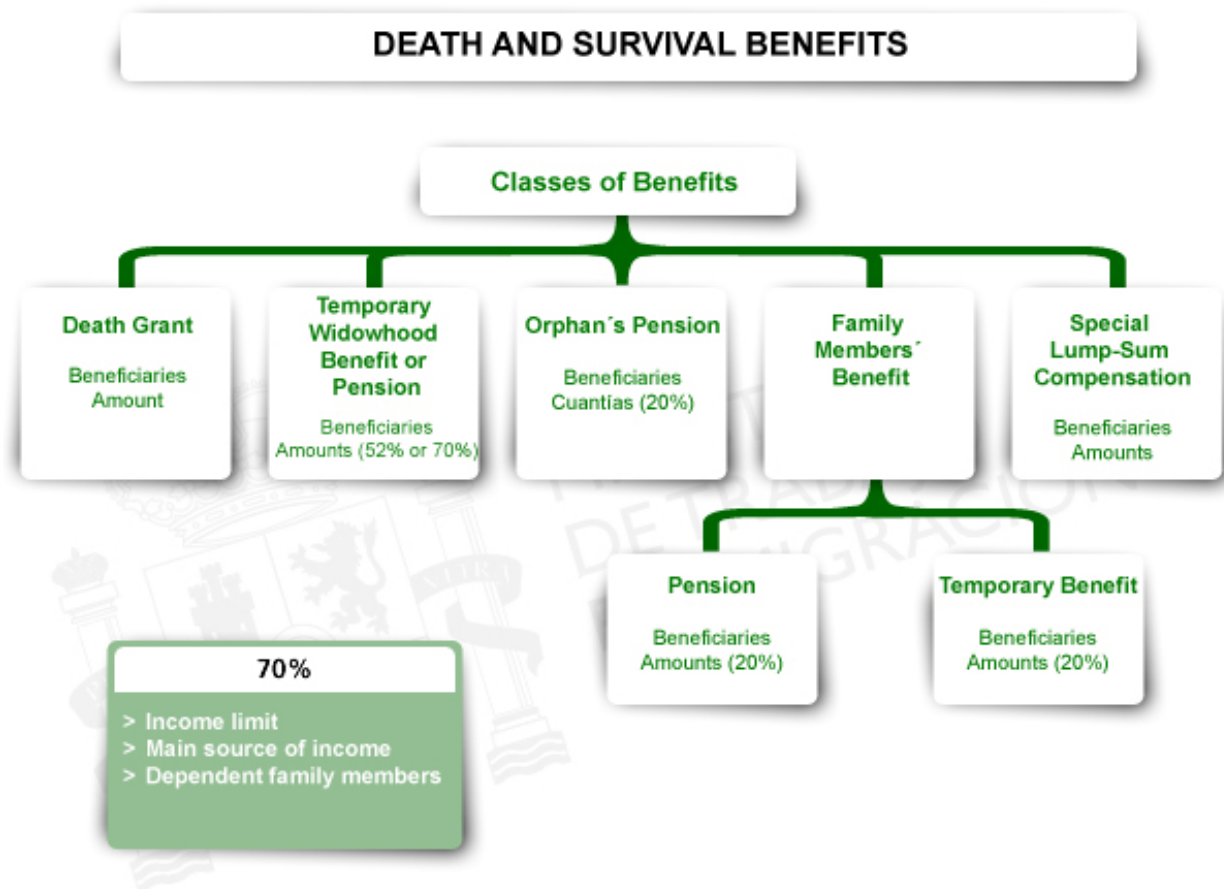 DEATH AND SURVIVAL BENEFITS
Classes of Benefits
Death Grant
Beneficiaries
Amount
Temporary
Widowhood
Benefit or
Pension
Beneficiaries
Amounts (52% or 70%)
Orphan´s Pension
Beneficiaries
Cuantías (20%)
Family
Members´
Benefit
Special
Lump-Sum
Compensation
Beneficiaries
Amounts
Pension
Beneficiaries
Amounts (20%)
Temporary Benefit
Beneficiaries
Amounts (20%)
70%
> Income limit
> Main source of income
> Dependent family members